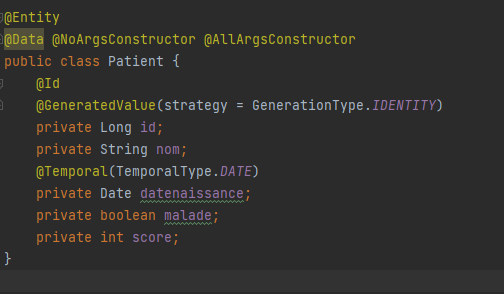 @Entity
@Data @NoArgsConstructor @AllArgsConstructor
public class Patient {
@Id
@GeneratedValue(strategy = GenerationType.IDENTITY)
private Long id;
private String nom;
@Temporal(TemporalType.DATE)
private Date datenaissance;
private boolean malade;
private int score;
}